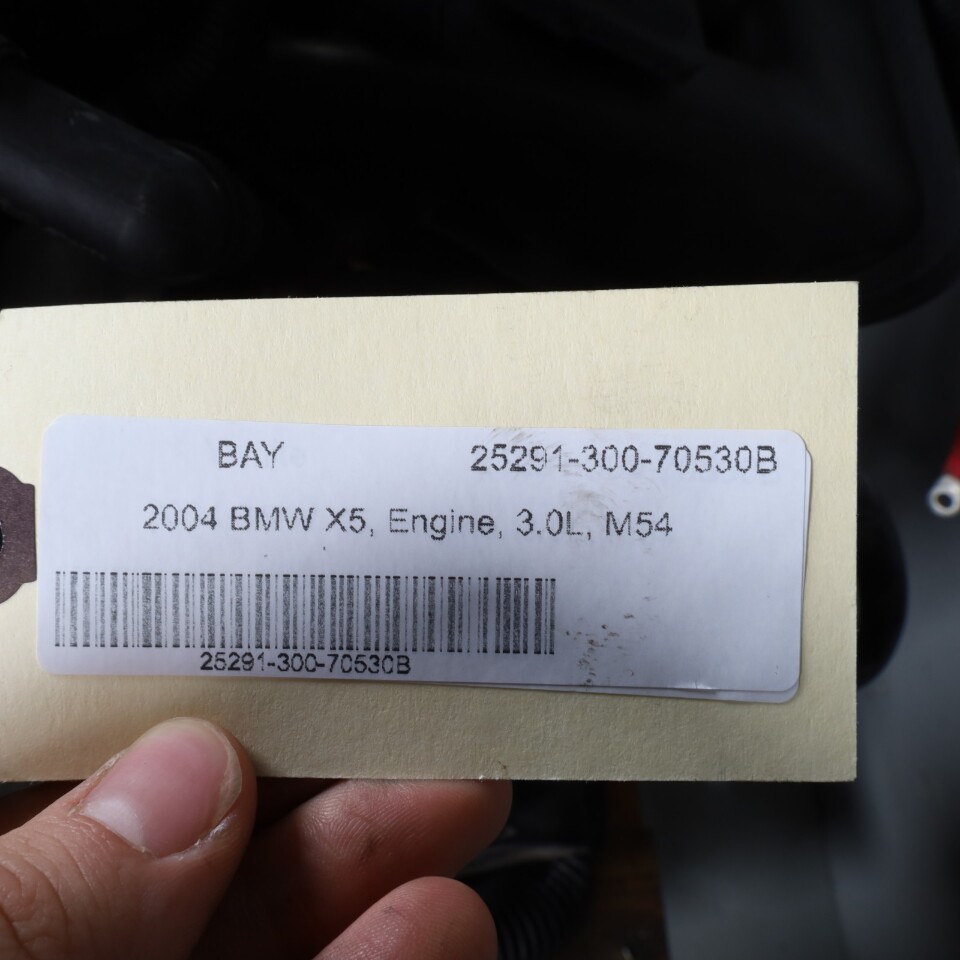 BAY 25291-300-70530B
2004 BMW X5, Engine, 3.0L, M54
25291-300-70530B